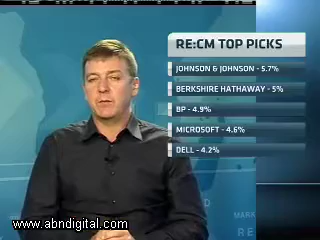 RE:CM TOP PICKS
JOHNSON & JOHNSON - 5.7%
BERKSHIRE HATHAWAY - 5%
BP - 4.9%
MICROSOFT - 4.6%
DELL - 4.2%
www.abndigital.com